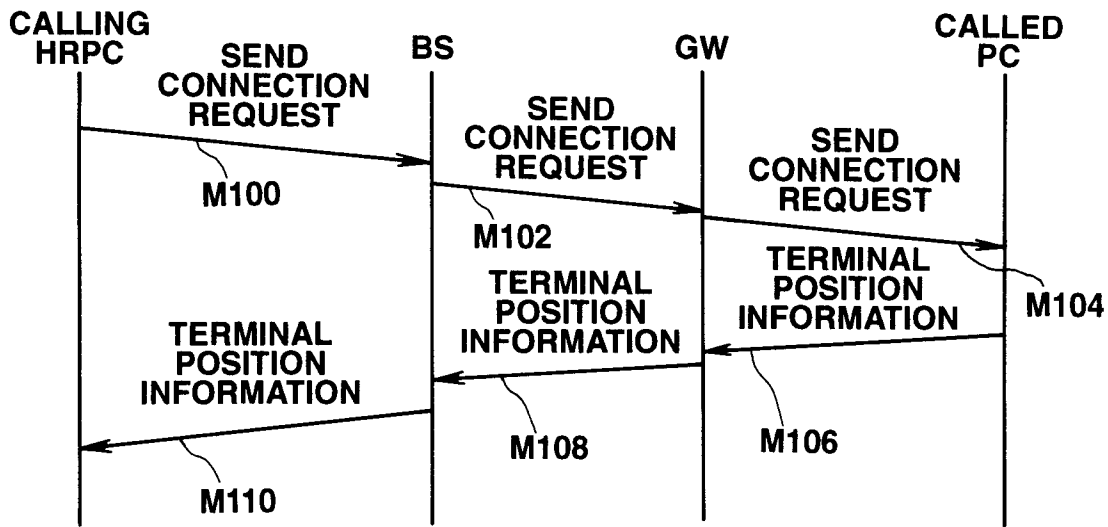 CALLING
HRPC
BS
GW
CALLED
PC
SEND
CONNECTION
REQUEST
M100
SEND
CONNECTION
REQUEST
M102
SEND
CONNECTION
REQUEST
M104
TERMINAL
POSITION
INFORMATION
M106
TERMINAL
POSITION
INFORMATION
M108
TERMINAL
POSITION
INFORMATION
M110